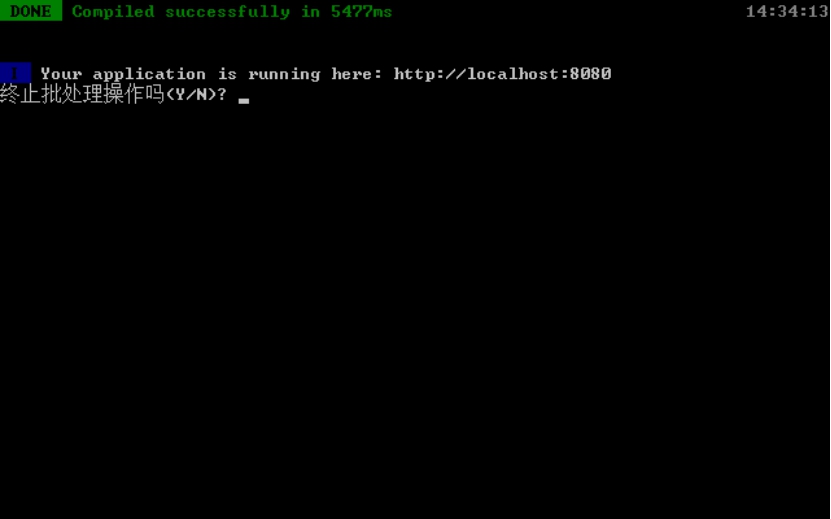 DONE Compiled successfully in 5477ms 14:34:13
I Your application is running here: http://localhost:8080
终止批处理操作吗(Y/N)?